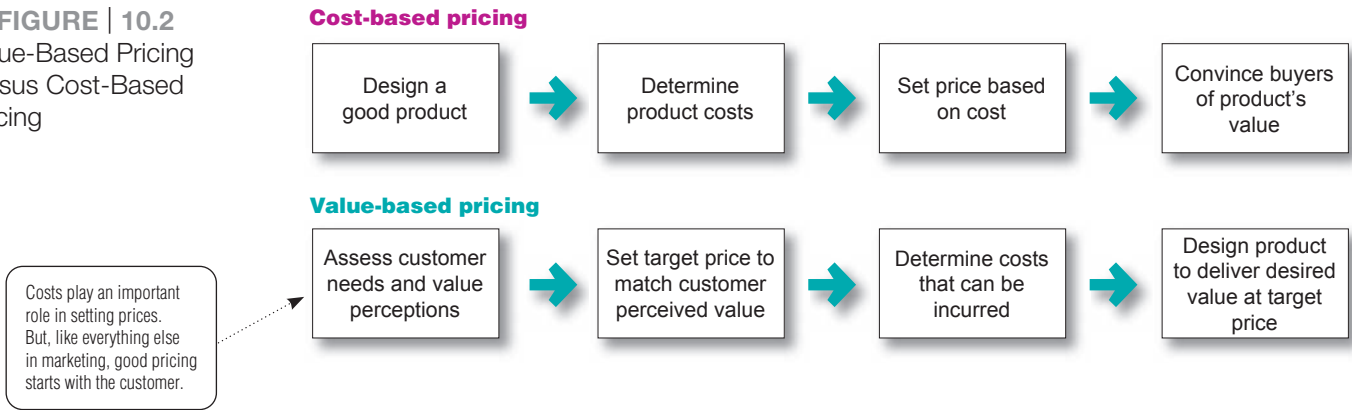 FIGURE | 10.2
ue-Based Pricing
sus Cost-Based
cing
Cost-based pricing
Design a
good product
Determine
product costs
Set price based
on cost
Convince buyers
of product's
value
Value-based pricing
Assess customer
needs and value
perceptions
Set target price to
match customer
perceived value
Determine costs
that can be
incurred
Design product
to deliver desired
value at target
price
Costs play an important
role in setting prices.
But, like everything else
in marketing, good pricing
starts with the customer.